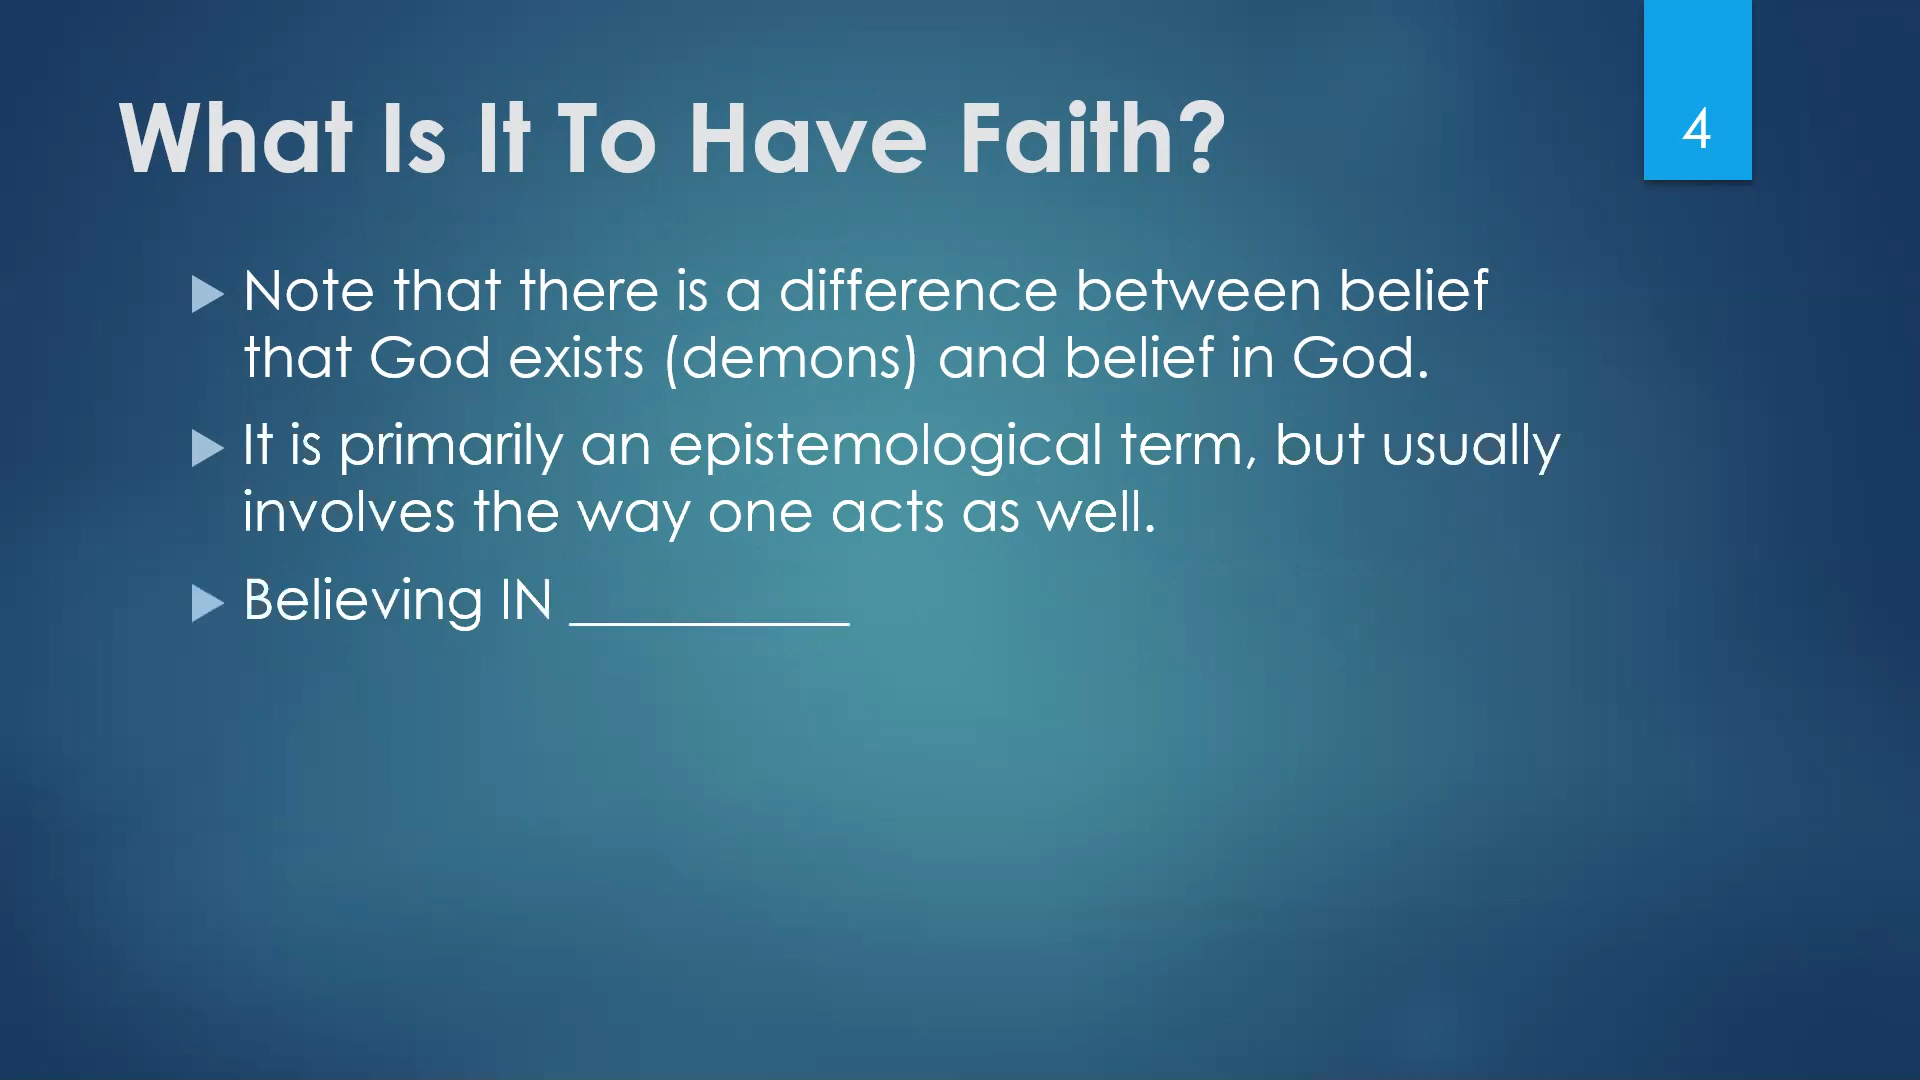 What Is It To Have Faith?
4
▶ Note that there is a difference between belief
that God exists (demons) and belief in God.
▶ It is primarily an epistemological term, but usually
involves the way one acts as well.
▶ Believing IN __________